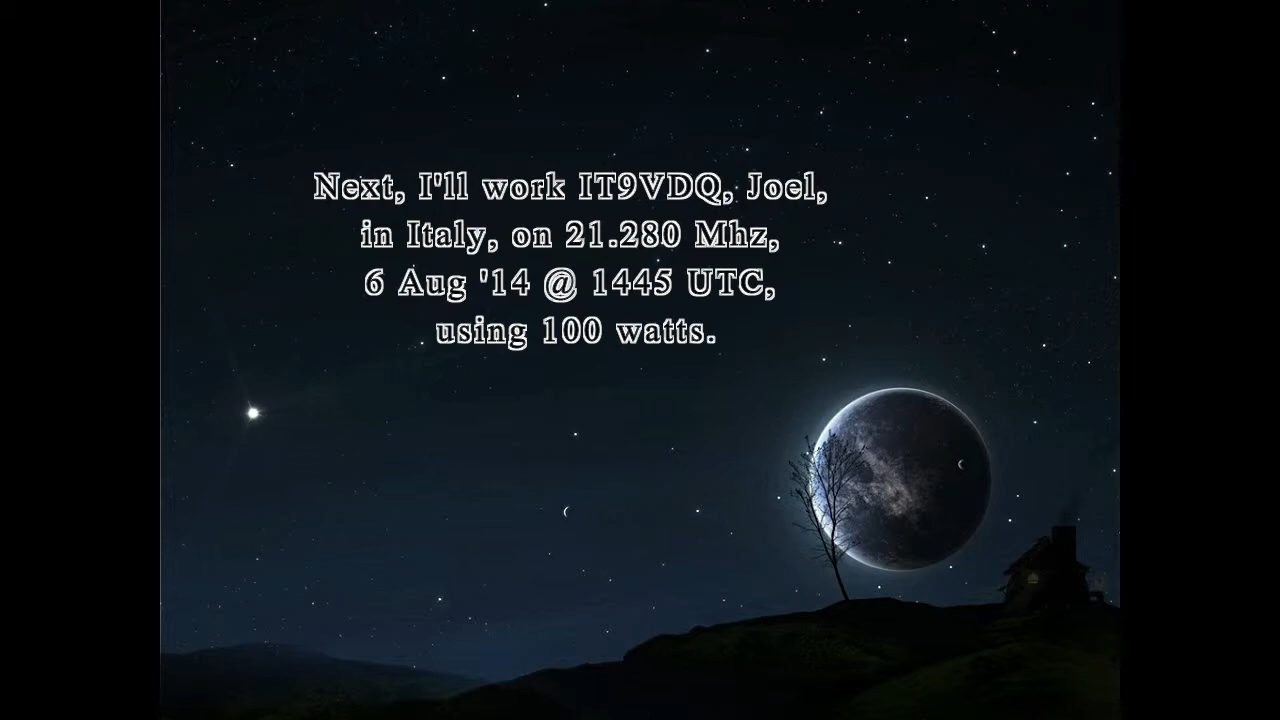 Next, I'll work IT9VDQ, Joel,
in Italy, on 21.280 Mhz,
6 Aug '14 @ 1445 UTC,
using 100 watts.